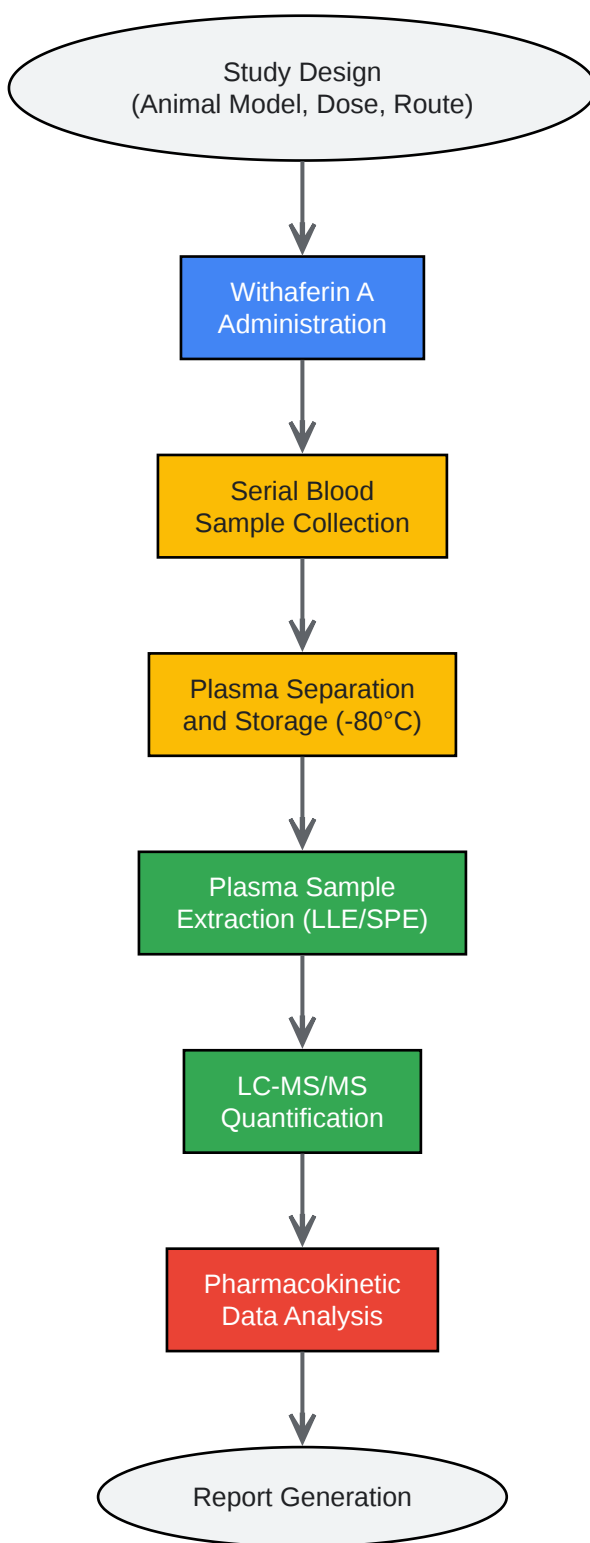 Study Design
(Animal Model, Dose, Route)
Withaferin A
Administration
Serial Blood
Sample Collection
Plasma Separation
and Storage (-80°C)
Plasma Sample
Extraction (LLE/SPE)
LC-MS/MS
Quantification
Pharmacokinetic
Data Analysis
Report Generation